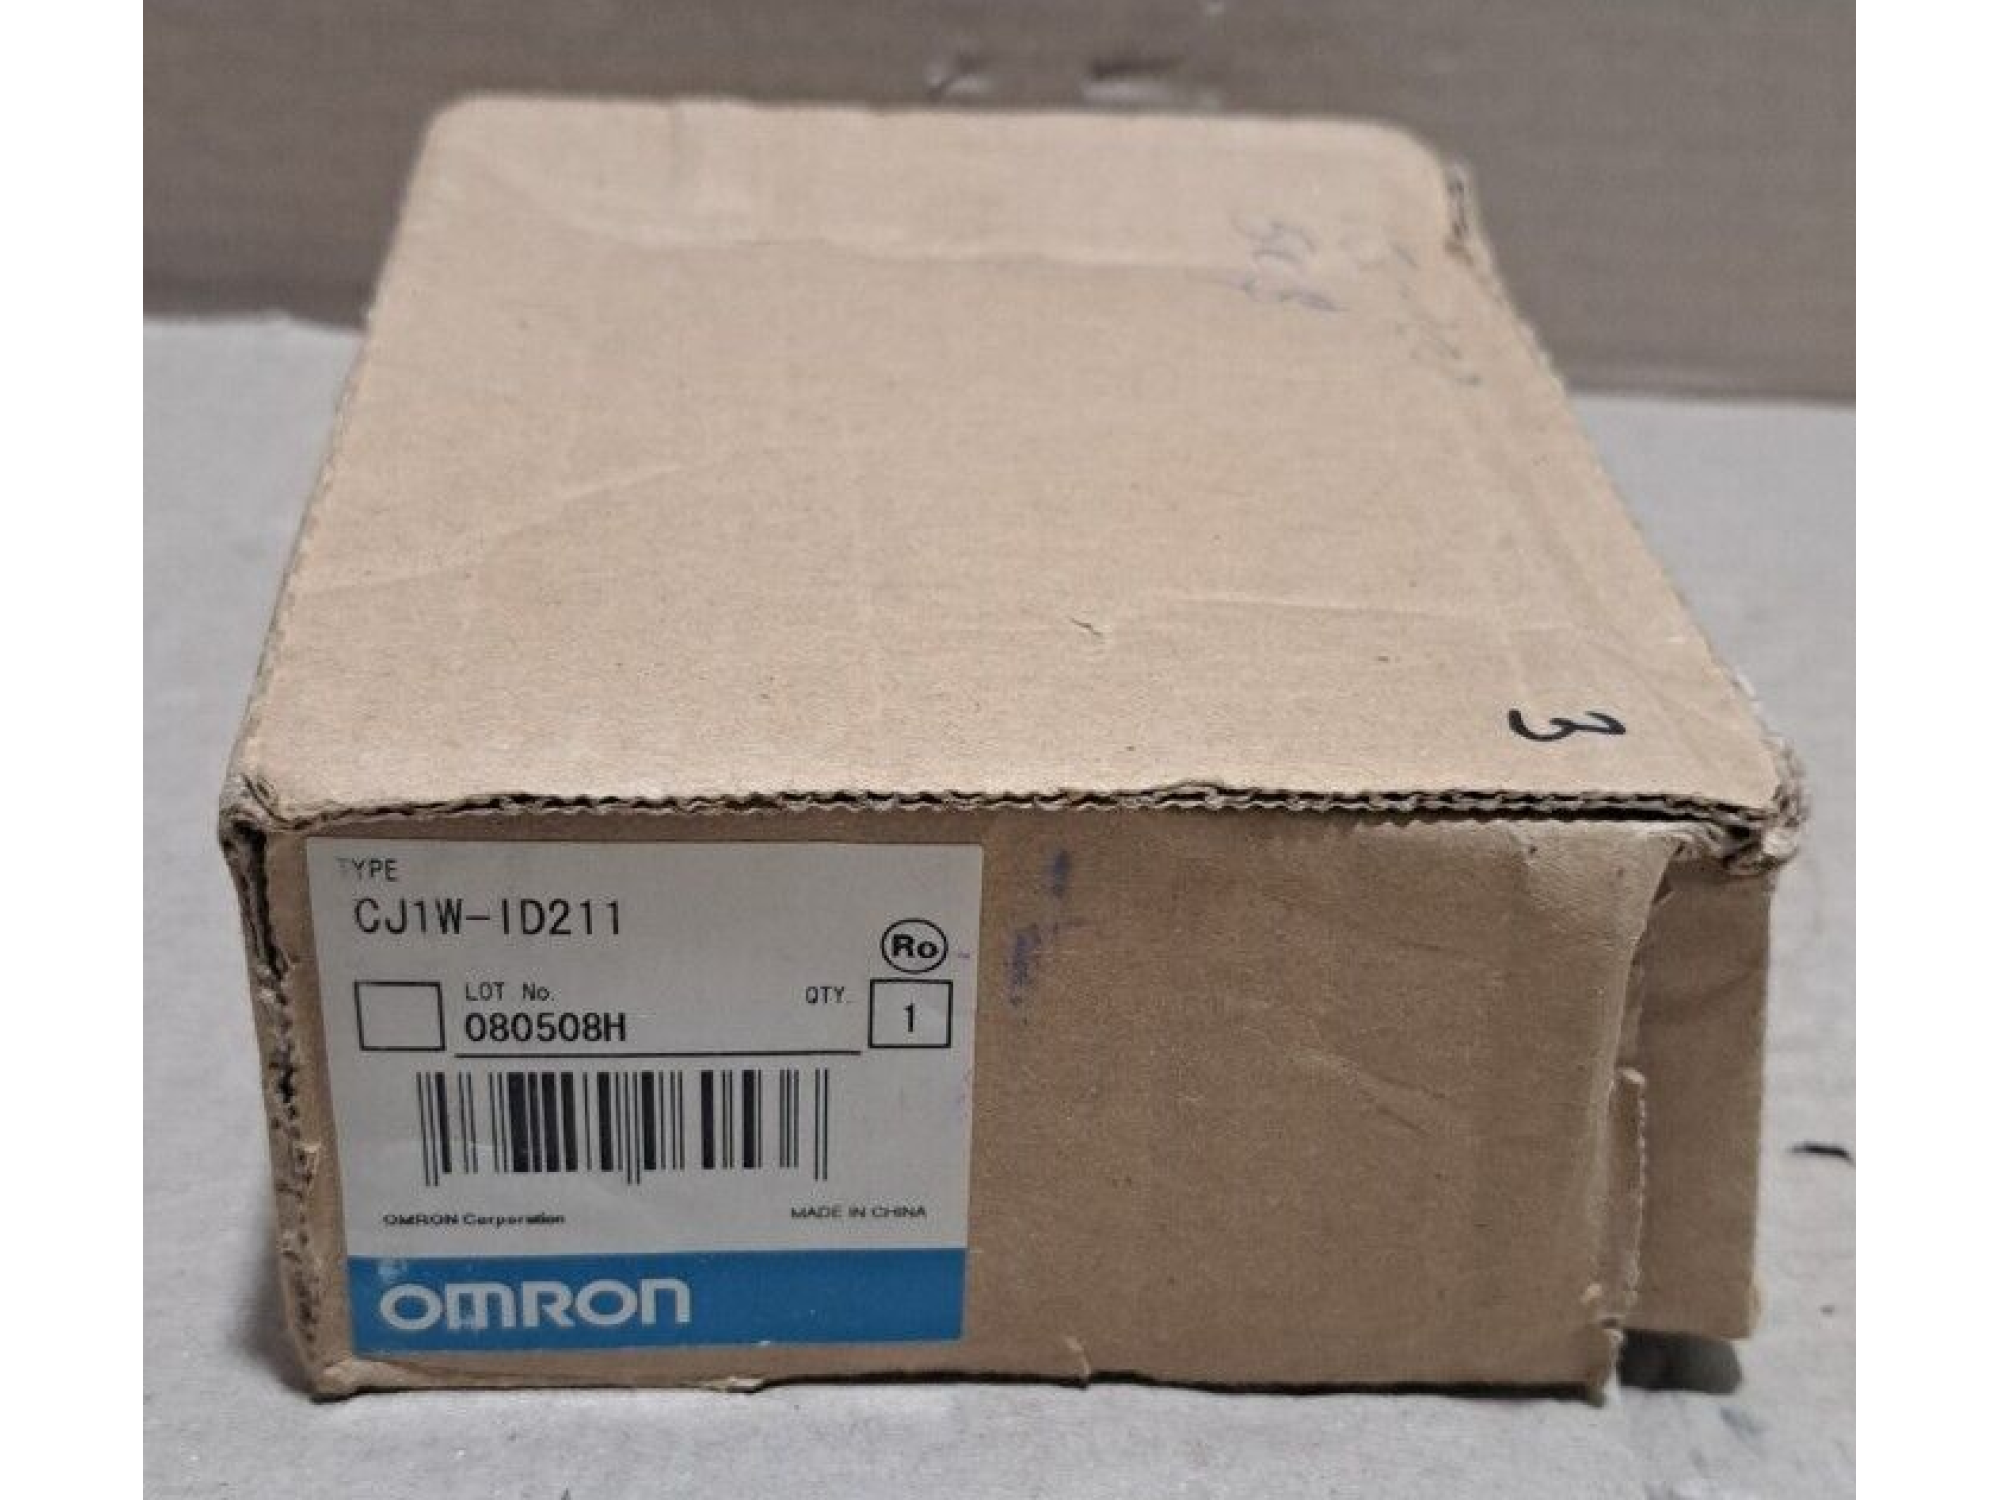 3
TYPE
CJ1W-ID211
Ro
LOT No. QTY.
080508H 1
OMRON Corporation MADE IN CHINA
OMRON